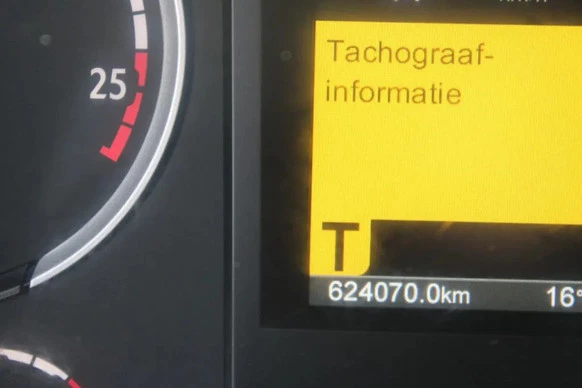 25
Tachograaf-
informatie
T
624070.0km 16°